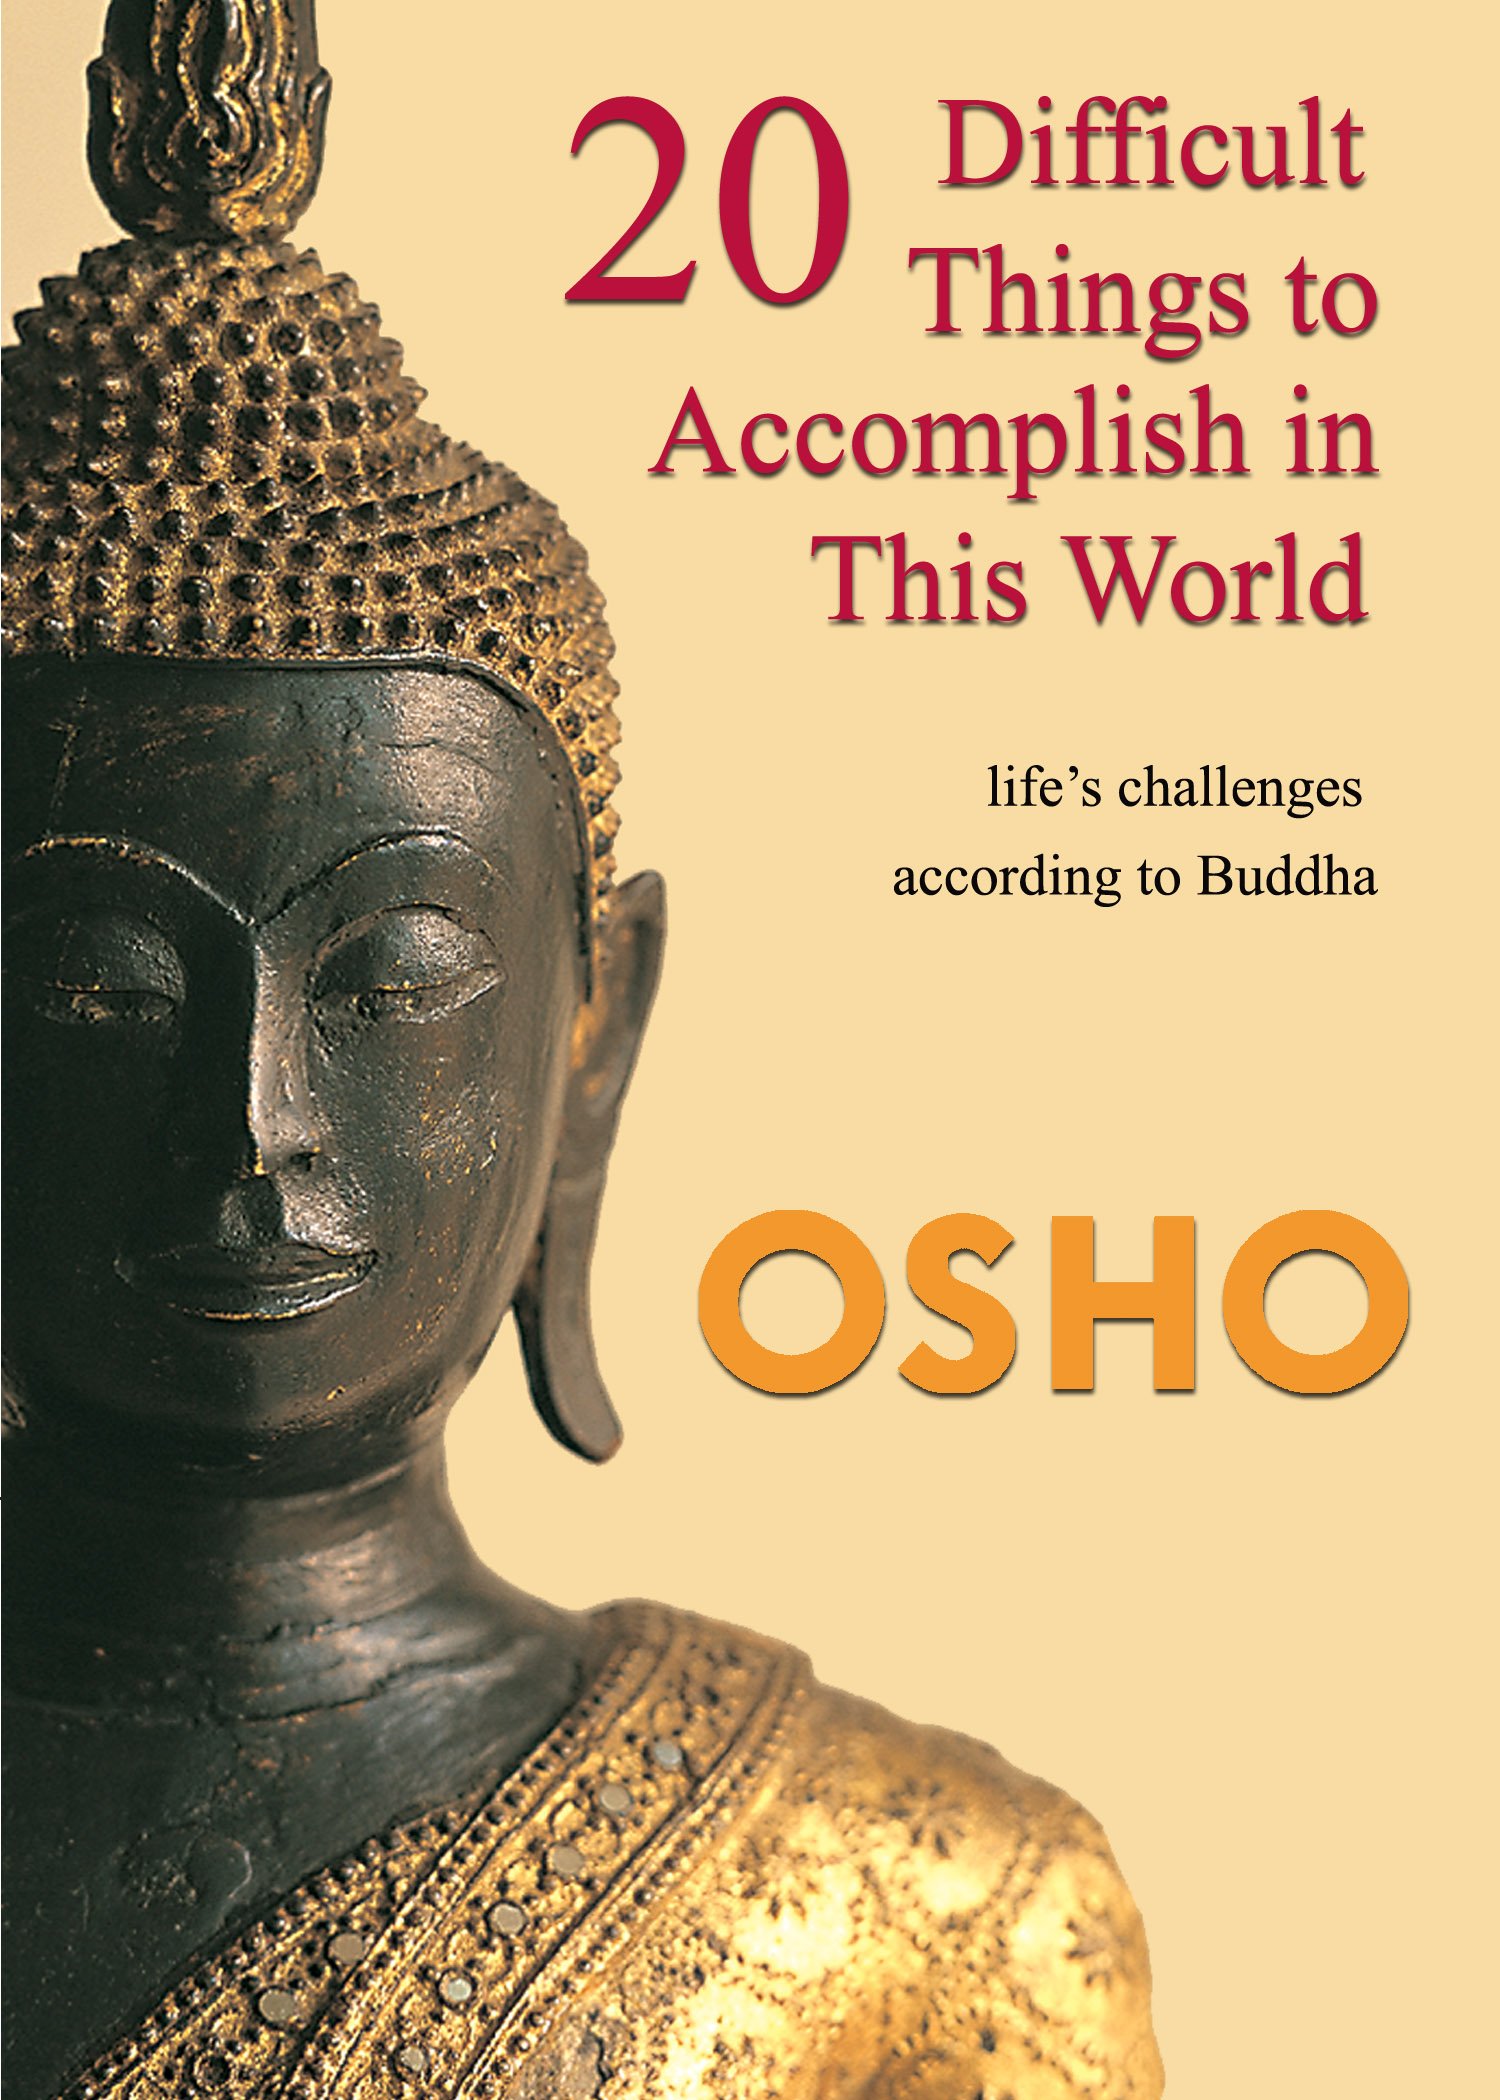 20 Difficult
Things to
Accomplish in
This World
life’s challenges
according to Buddha
OSHO